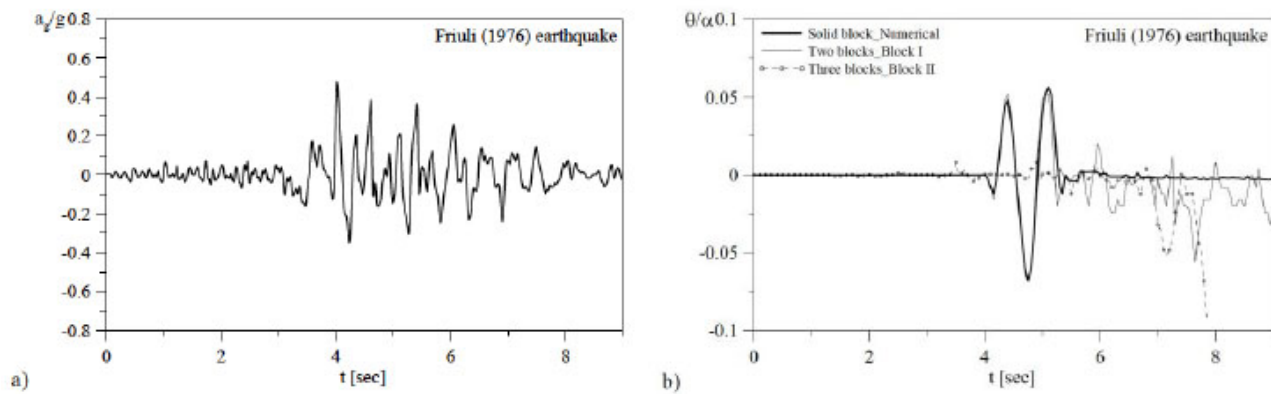 a_g/g
0.8
Friuli (1976) earthquake
0.6
0.4
0.2
0
-0.2
-0.4
-0.6
-0.8
0 2 4 6 8
t [sec]
a)
θ/α
0.1
Solid block_Numerical
Two blocks_Block I
Three blocks_Block II
Friuli (1976) earthquake
0.05
0
-0.05
-0.1
0 2 4 6 8
t [sec]
b)